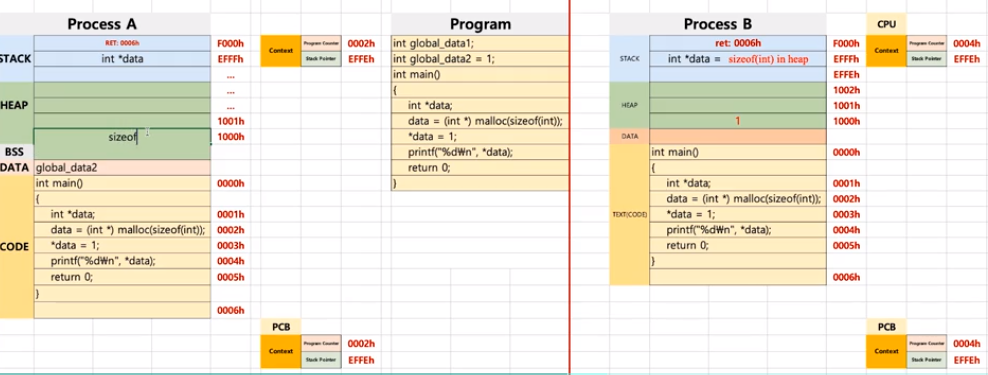 Process A
STACK
RET: 0006h
F000h
int *data
EFFFh
...
...
HEAP
...
1001h
sizeof
1000h
BSS
DATA
global_data2
CODE
int main()
0000h
{
int *data;
0001h
data = (int *) malloc(sizeof(int));
0002h
*data = 1;
0003h
printf("%d₩n", *data);
0004h
return 0;
0005h
}
0006h
Context
Program Counter
0002h
Stack Pointer
EFFEh
PCB
Context
Program Counter
0002h
Stack Pointer
EFFEh
Program
int global_data1;
int global_data2 = 1;
int main()
{
int *data;
data = (int *) malloc(sizeof(int));
*data = 1;
printf("%d₩n", *data);
return 0;
}
Process B
STACK
ret: 0006h
F000h
int *data = sizeof(int) in heap
EFFFh
EFFEh
HEAP
1002h
1001h
1
1000h
DATA
TEXT(CODE)
int main()
0000h
{
int *data;
0001h
data = (int *) malloc(sizeof(int));
0002h
*data = 1;
0003h
printf("%d₩n", *data);
0004h
return 0;
0005h
}
0006h
CPU
Context
Program Counter
0004h
Stack Pointer
EFFEh
PCB
Context
Program Counter
0004h
Stack Pointer
EFFEh